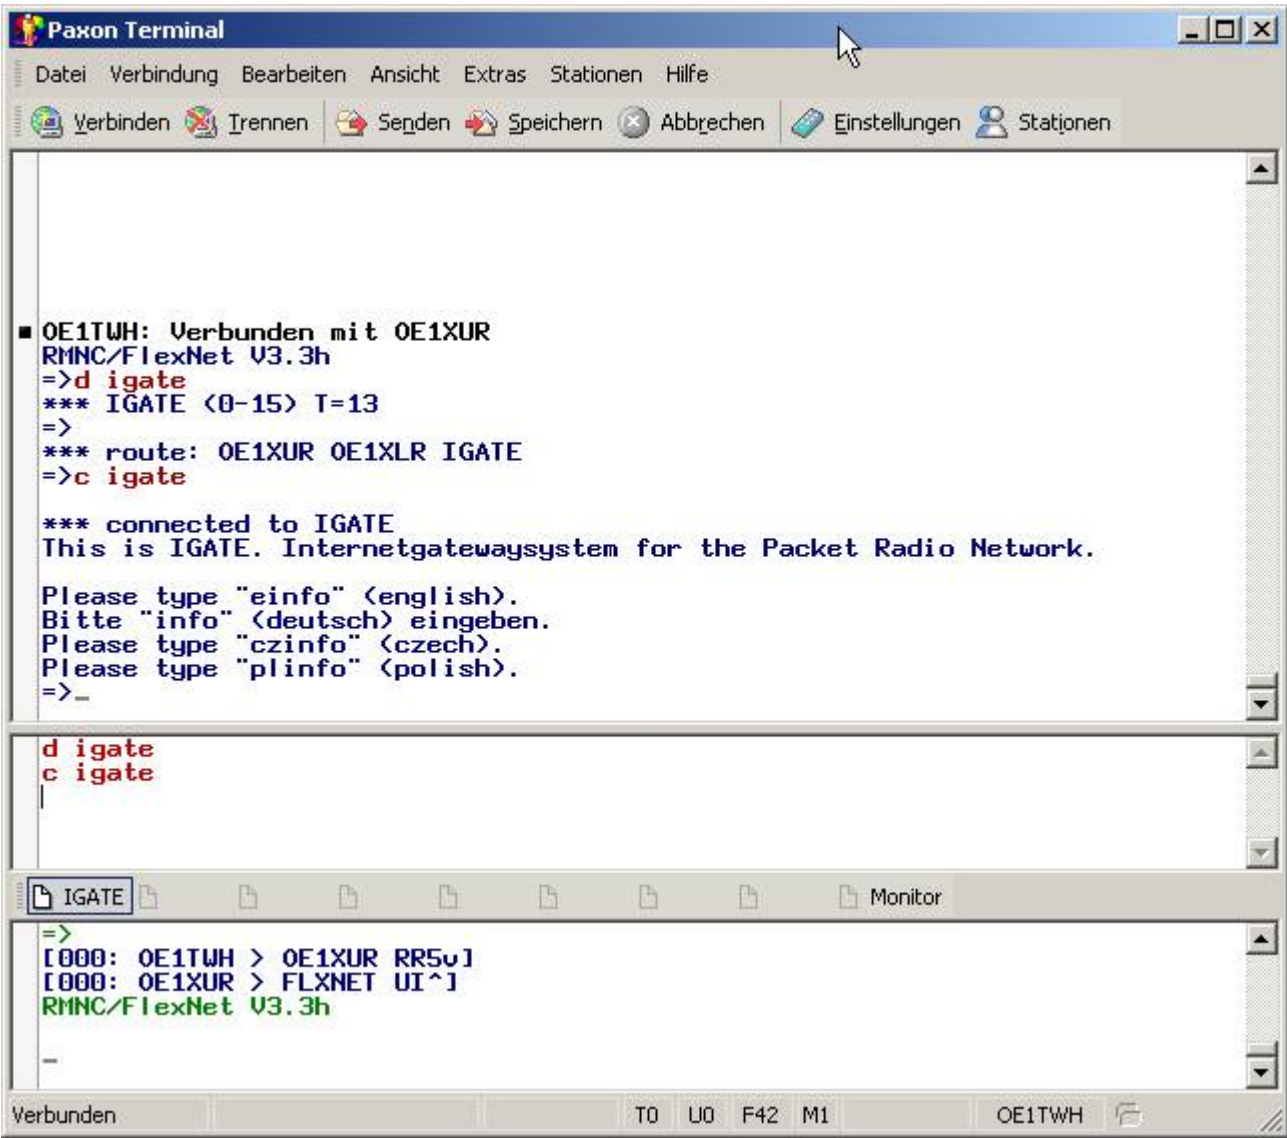 Paxon Terminal
Datei Verbindung Bearbeiten Ansicht Extras Stationen Hilfe
Verbinden Trennen Senden Speichern Abbrechen Einstellungen Stationen
OE1TWH: Verbunden mit OE1XUR
RMNC/FlexNet V3.3h
=>d igate
*** IGATE (0-15) T=13
=>
*** route: OE1XUR OE1XLR IGATE
=>c igate
*** connected to IGATE
This is IGATE. Internetgatewaysystem for the Packet Radio Network.
Please type "einfo" (english).
Bitte "info" (deutsch) eingeben.
Please type "czinfo" (czech).
Please type "plinfo" (polish).
=>_
d igate
c igate
IGATE Monitor
=>
[000: OE1TWH > OE1XUR RR5v]
[000: OE1XUR > FLXNET UI^]
RMNC/FlexNet V3.3h
_
Verbunden T0 U0 F42 M1 OE1TWH